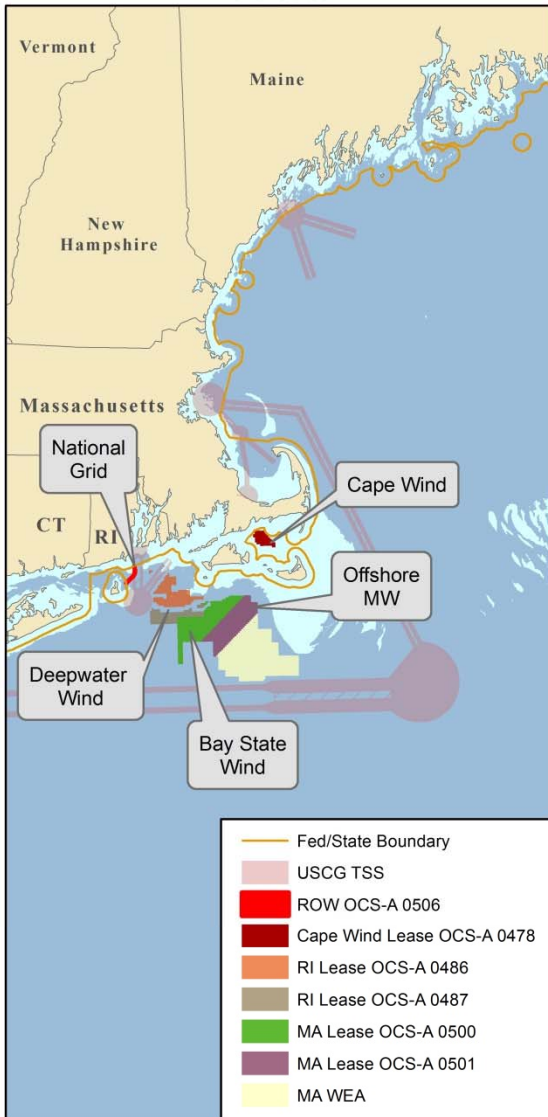 Vermont
Maine
New
Hampshire
Massachusetts
National
Grid
Cape Wind
CT
RI
Offshore
MW
Deepwater
Wind
Bay State
Wind
Fed/State Boundary
USCG TSS
ROW OCS-A 0506
Cape Wind Lease OCS-A 0478
RI Lease OCS-A 0486
RI Lease OCS-A 0487
MA Lease OCS-A 0500
MA Lease OCS-A 0501
MA WEA